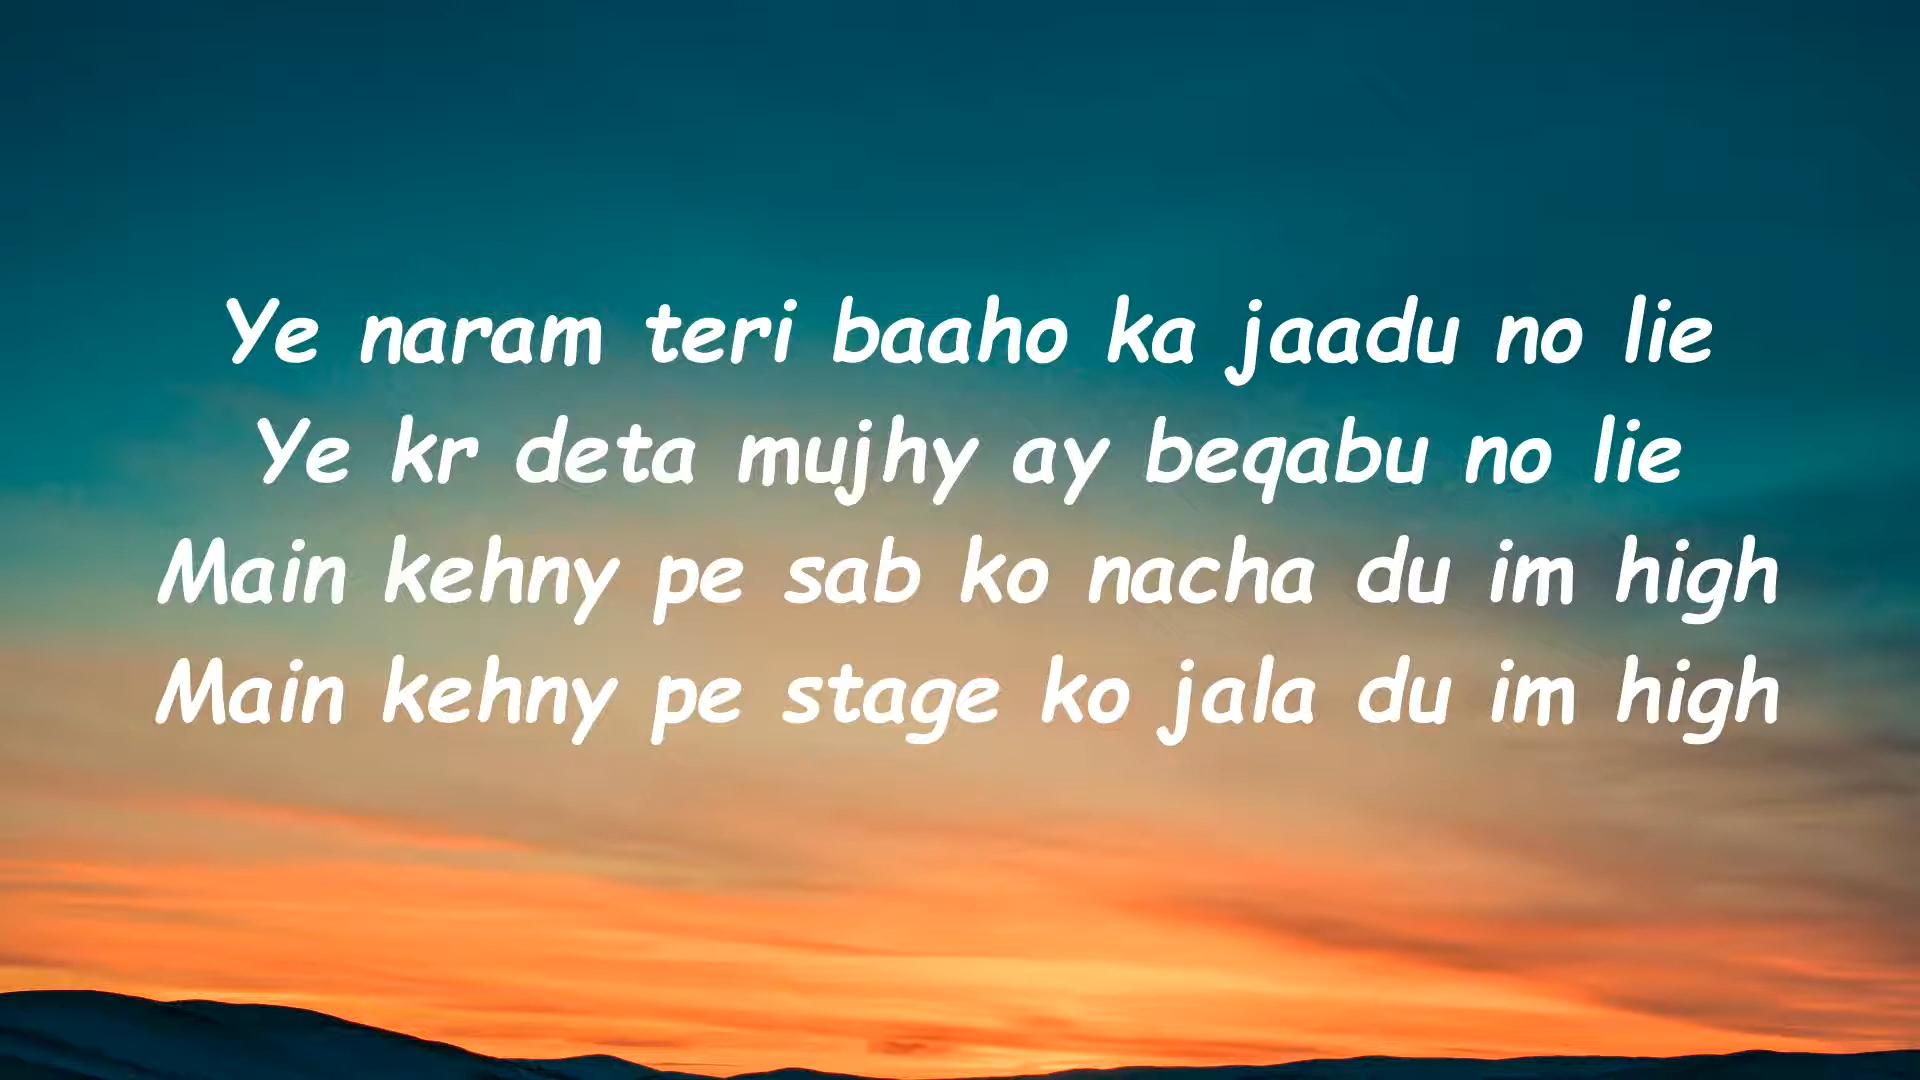 Ye naram teri baaho ka jaadu no lie
Ye kr deta mujhy ay beqabu no lie
Main kehny pe sab ko nacha du im high
Main kehny pe stage ko jala du im high